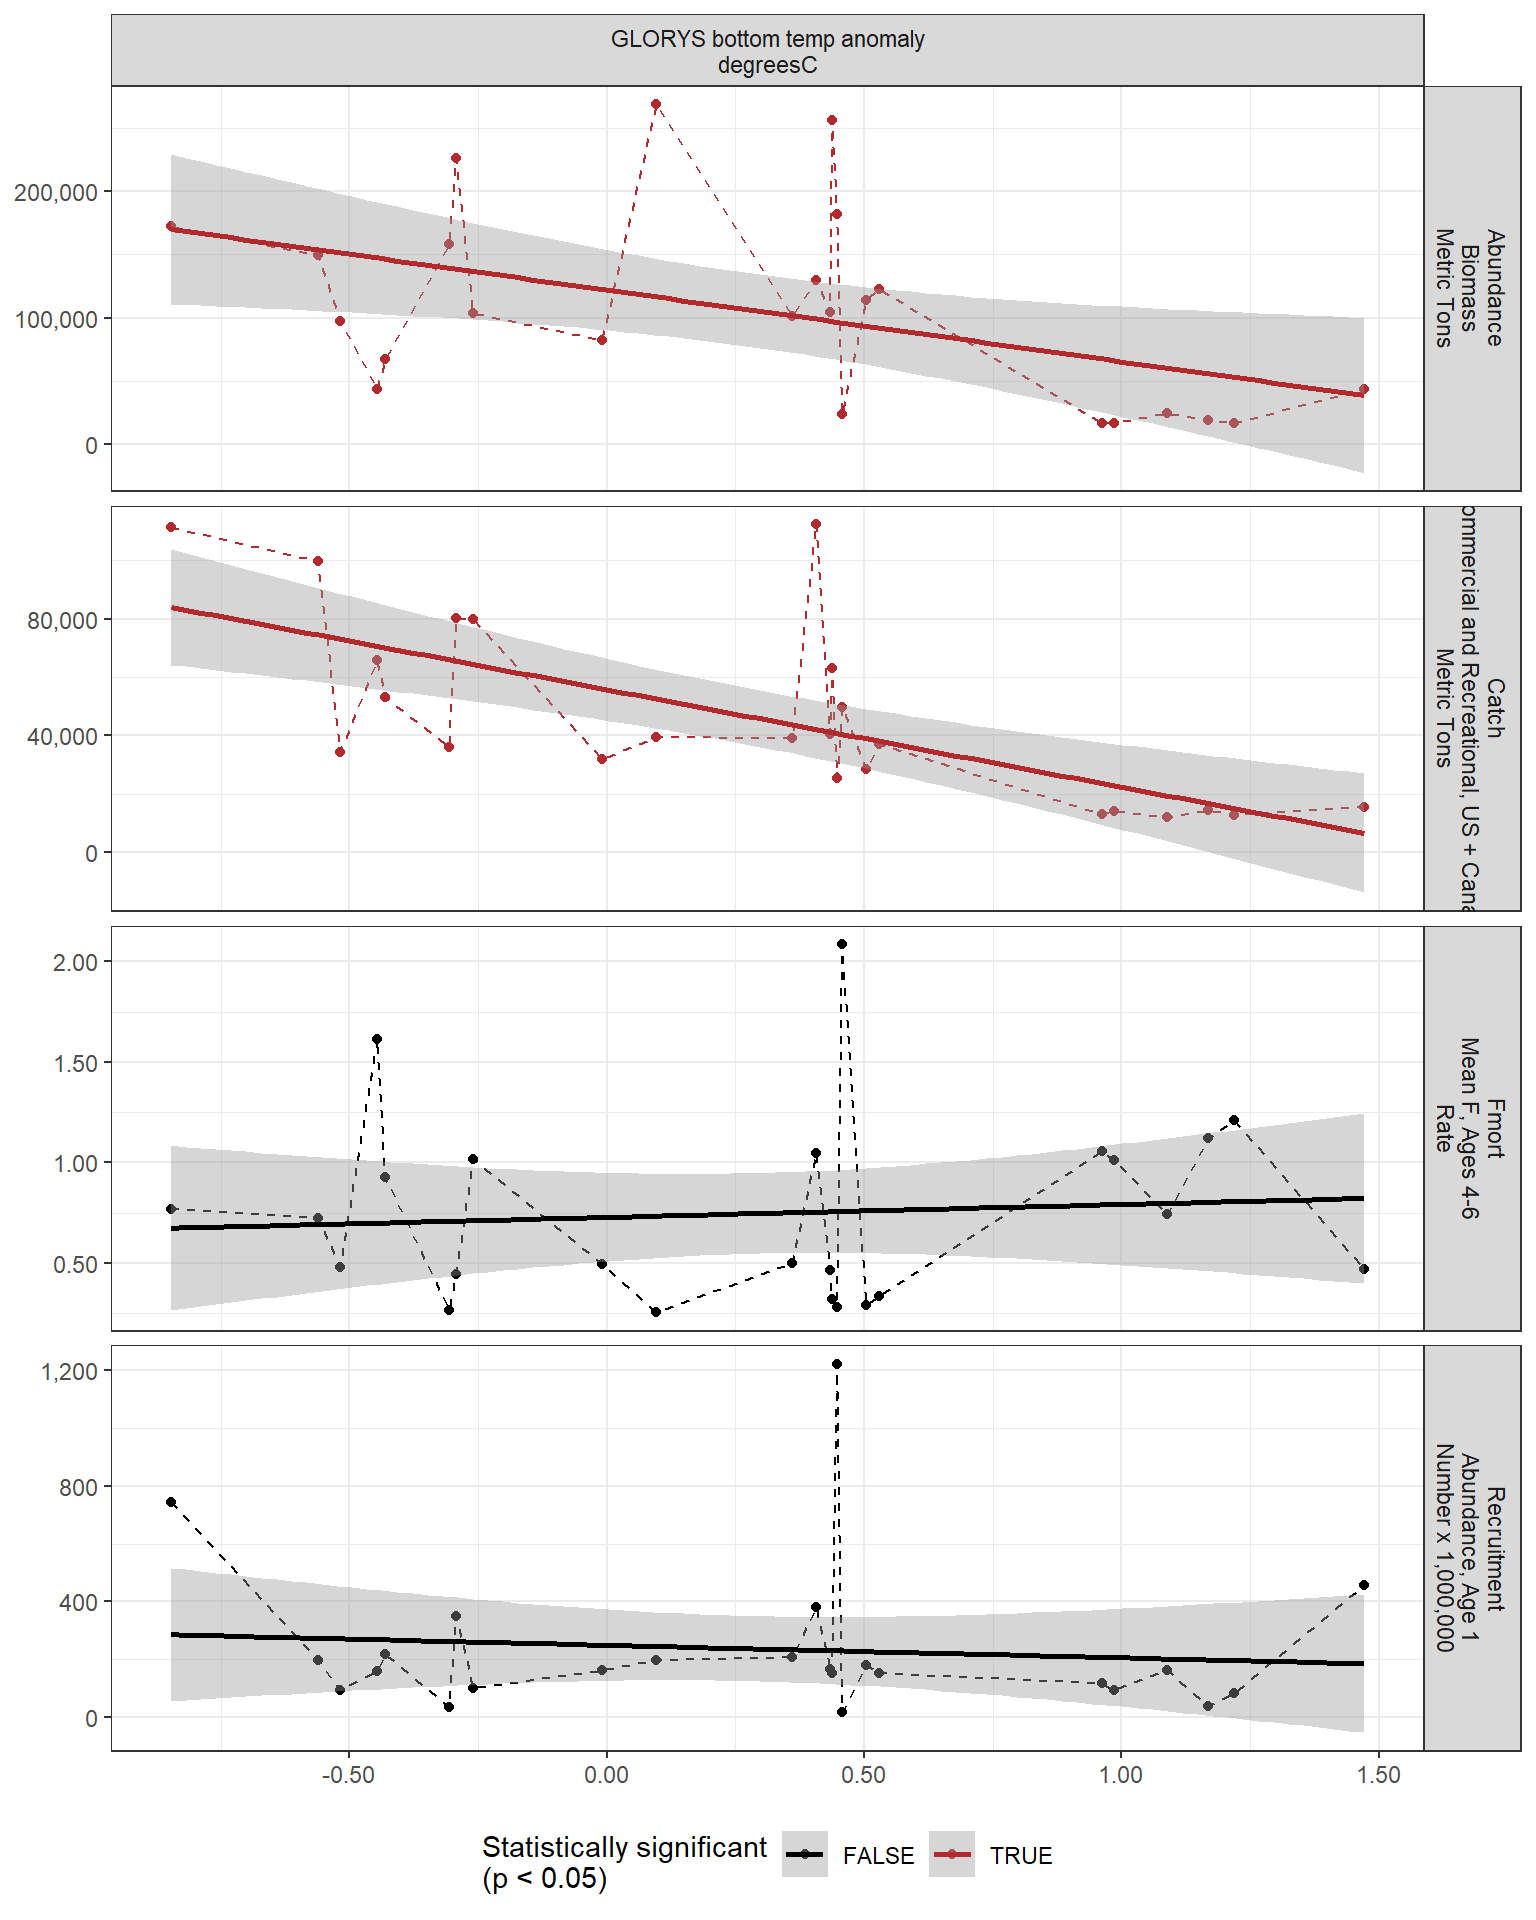 GLORYS bottom temp anomaly
degreesC
200,000
100,000
0
Abundance
Biomass
Metric Tons
80,000
40,000
0
Catch
and Recreational, US +
Metric Tons
2.00
1.50
1.00
0.50
Fmort
Mean F, Ages 4-6
Rate
1,200
800
400
0
Recruitment
Abundance, Age 1
Number x 1,000,000
-0.50 0.00 0.50 1.00 1.50
Statistically significant
(p < 0.05)
FALSE TRUE